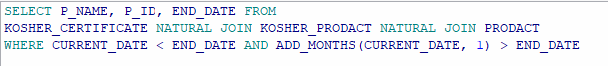 SELECT P_NAME, P_ID, END_DATE FROM
KOSHER_CERTIFICATE NATURAL JOIN KOSHER_PRODACT NATURAL JOIN PRODACT
WHERE CURRENT_DATE < END_DATE AND ADD_MONTHS(CURRENT_DATE, 1) > END_DATE